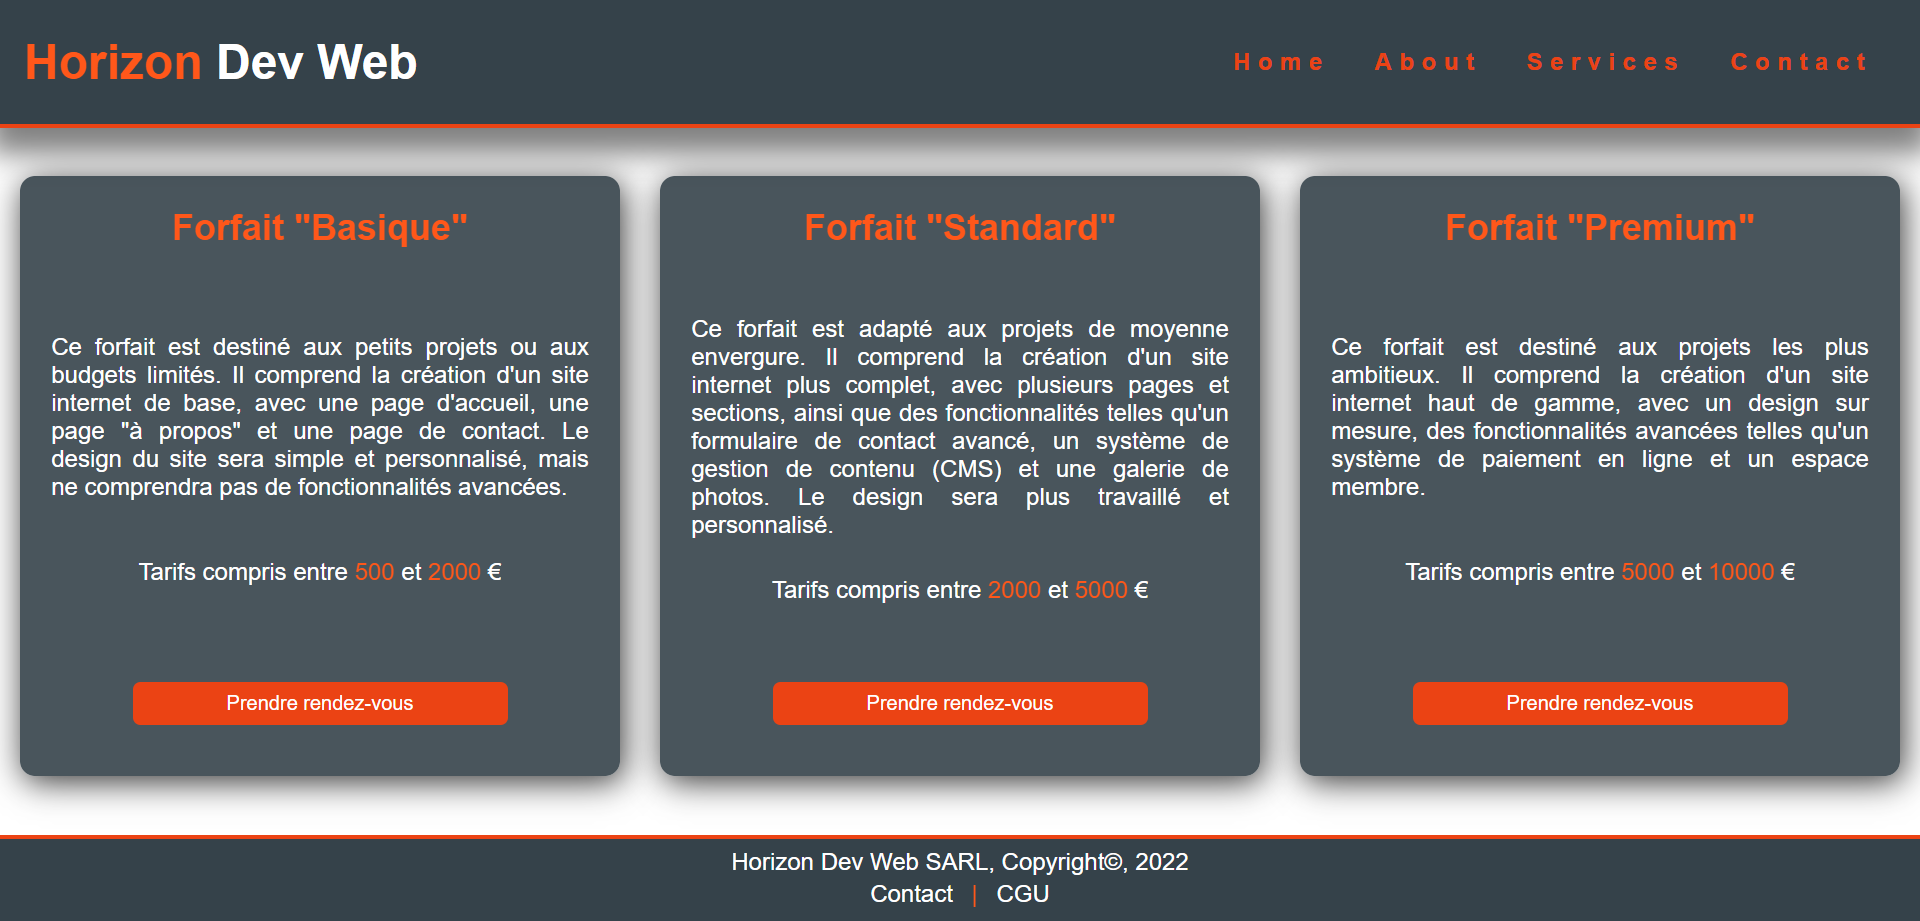 Horizon Dev Web
Home About Services Contact
Forfait "Basique"
Ce forfait est destiné aux petits projets ou aux
budgets limités. Il comprend la création d'un site
internet de base, avec une page d'accueil, une
page "à propos" et une page de contact. Le
design du site sera simple et personnalisé, mais
ne comprendra pas de fonctionnalités avancées.
Tarifs compris entre 500 et 2000 €
Prendre rendez-vous
Forfait "Standard"
Ce forfait est adapté aux projets de moyenne
envergure. Il comprend la création d'un site
internet plus complet, avec plusieurs pages et
sections, ainsi que des fonctionnalités telles qu'un
formulaire de contact avancé, un système de
gestion de contenu (CMS) et une galerie de
photos. Le design sera plus travaillé et
personnalisé.
Tarifs compris entre 2000 et 5000 €
Prendre rendez-vous
Forfait "Premium"
Ce forfait est destiné aux projets les plus
ambitieux. Il comprend la création d'un site
internet haut de gamme, avec un design sur
mesure, des fonctionnalités avancées telles qu'un
système de paiement en ligne et un espace
membre.
Tarifs compris entre 5000 et 10000 €
Prendre rendez-vous
Horizon Dev Web SARL, Copyright©, 2022
Contact | CGU